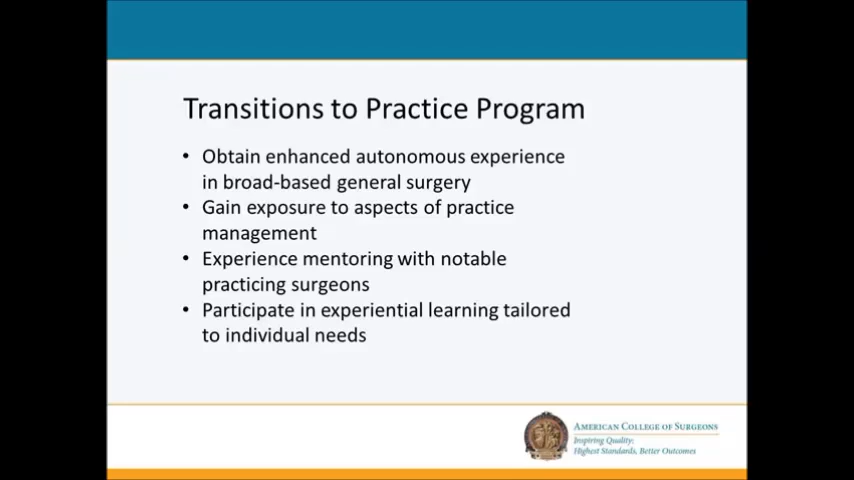 Transitions to Practice Program
• Obtain enhanced autonomous experience
in broad-based general surgery
• Gain exposure to aspects of practice
management
• Experience mentoring with notable
practicing surgeons
• Participate in experiential learning tailored
to individual needs
AMERICAN COLLEGE OF SURGEONS
Inspiring Quality:
Highest Standards, Better Outcomes